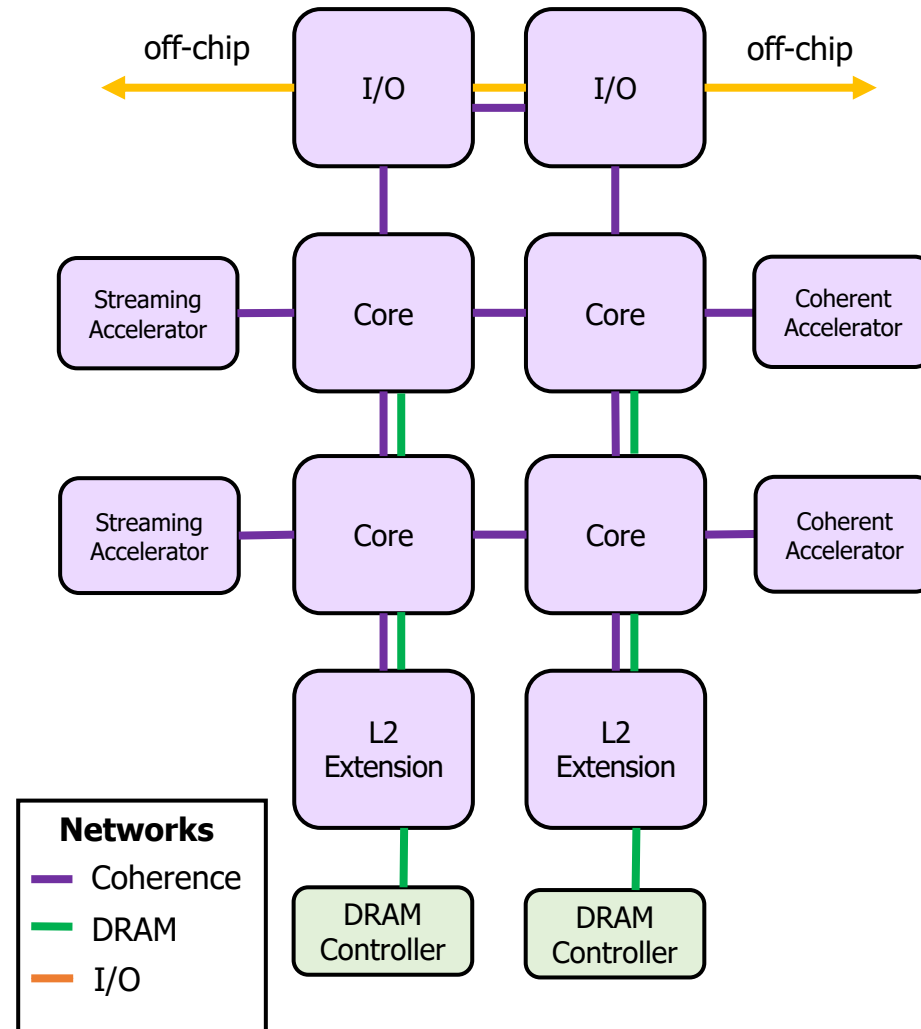 off-chip
I/O
I/O
off-chip
Streaming
Accelerator
Core
Core
Coherent
Accelerator
Streaming
Accelerator
Core
Core
Coherent
Accelerator
L2
Extension
L2
Extension
Networks
Coherence
DRAM
I/O
DRAM
Controller
DRAM
Controller